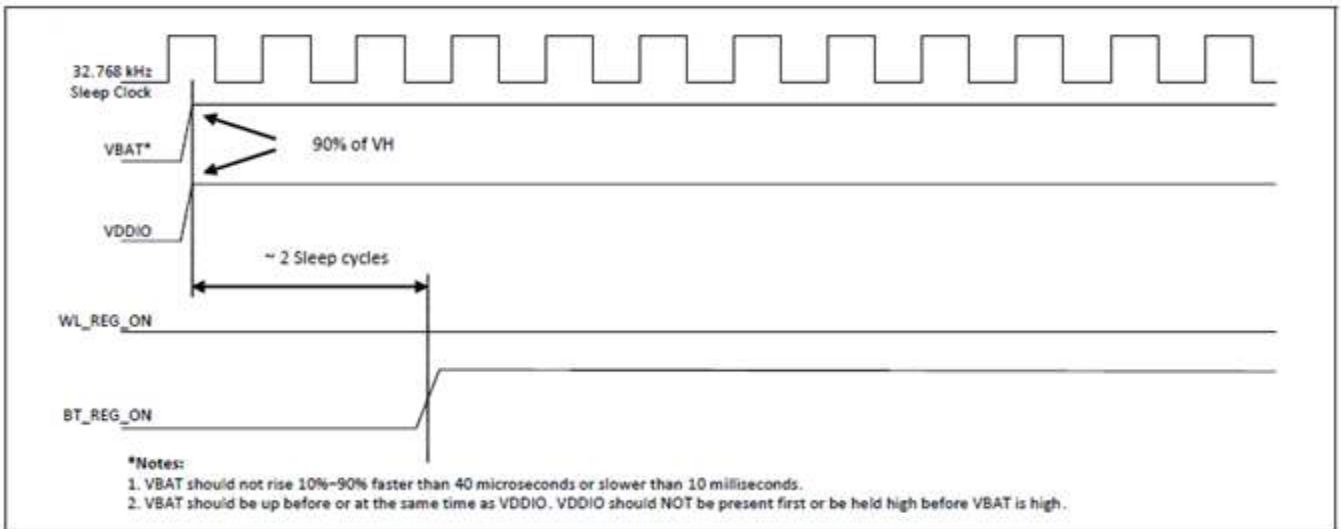 32.768 kHz
Sleep Clock
90% of VH
VBAT*
VDDIO
~ 2 Sleep cycles
WL_REG_ON
BT_REG_ON
*Notes:
1. VBAT should not rise 10%–90% faster than 40 microseconds or slower than 10 milliseconds.
2. VBAT should be up before or at the same time as VDDIO. VDDIO should NOT be present first or be held high before VBAT is high.